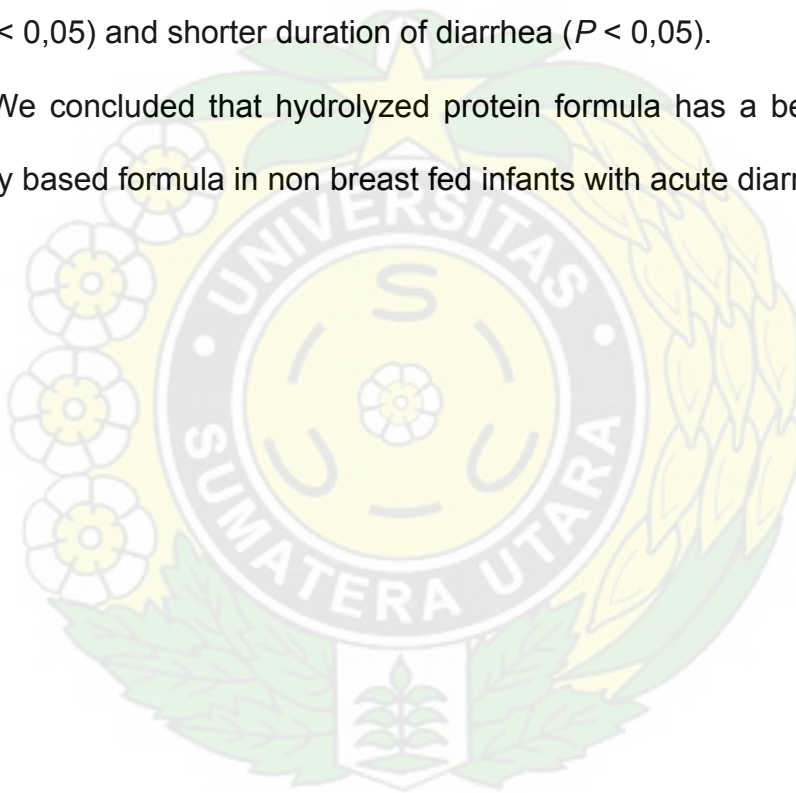 < 0,05) and shorter duration of diarrhea (P < 0,05).
We concluded that hydrolyzed protein formula has a be
y based formula in non breast fed infants with acute diar
UNIVERSITAS
SUMATERA UTARA